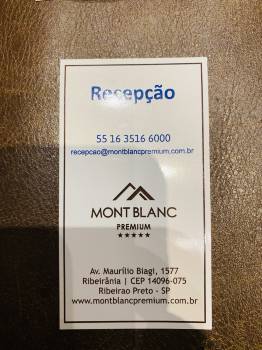 Recepção
55 16 3516 6000
recepcao@montblancpremium.com.br
MONT BLANC
PREMIUM
★★★★★
Av. Maurílio Biagi, 1577
Ribeirânia | CEP 14096-075
Ribeirao Preto - SP
www.montblancpremium.com.br